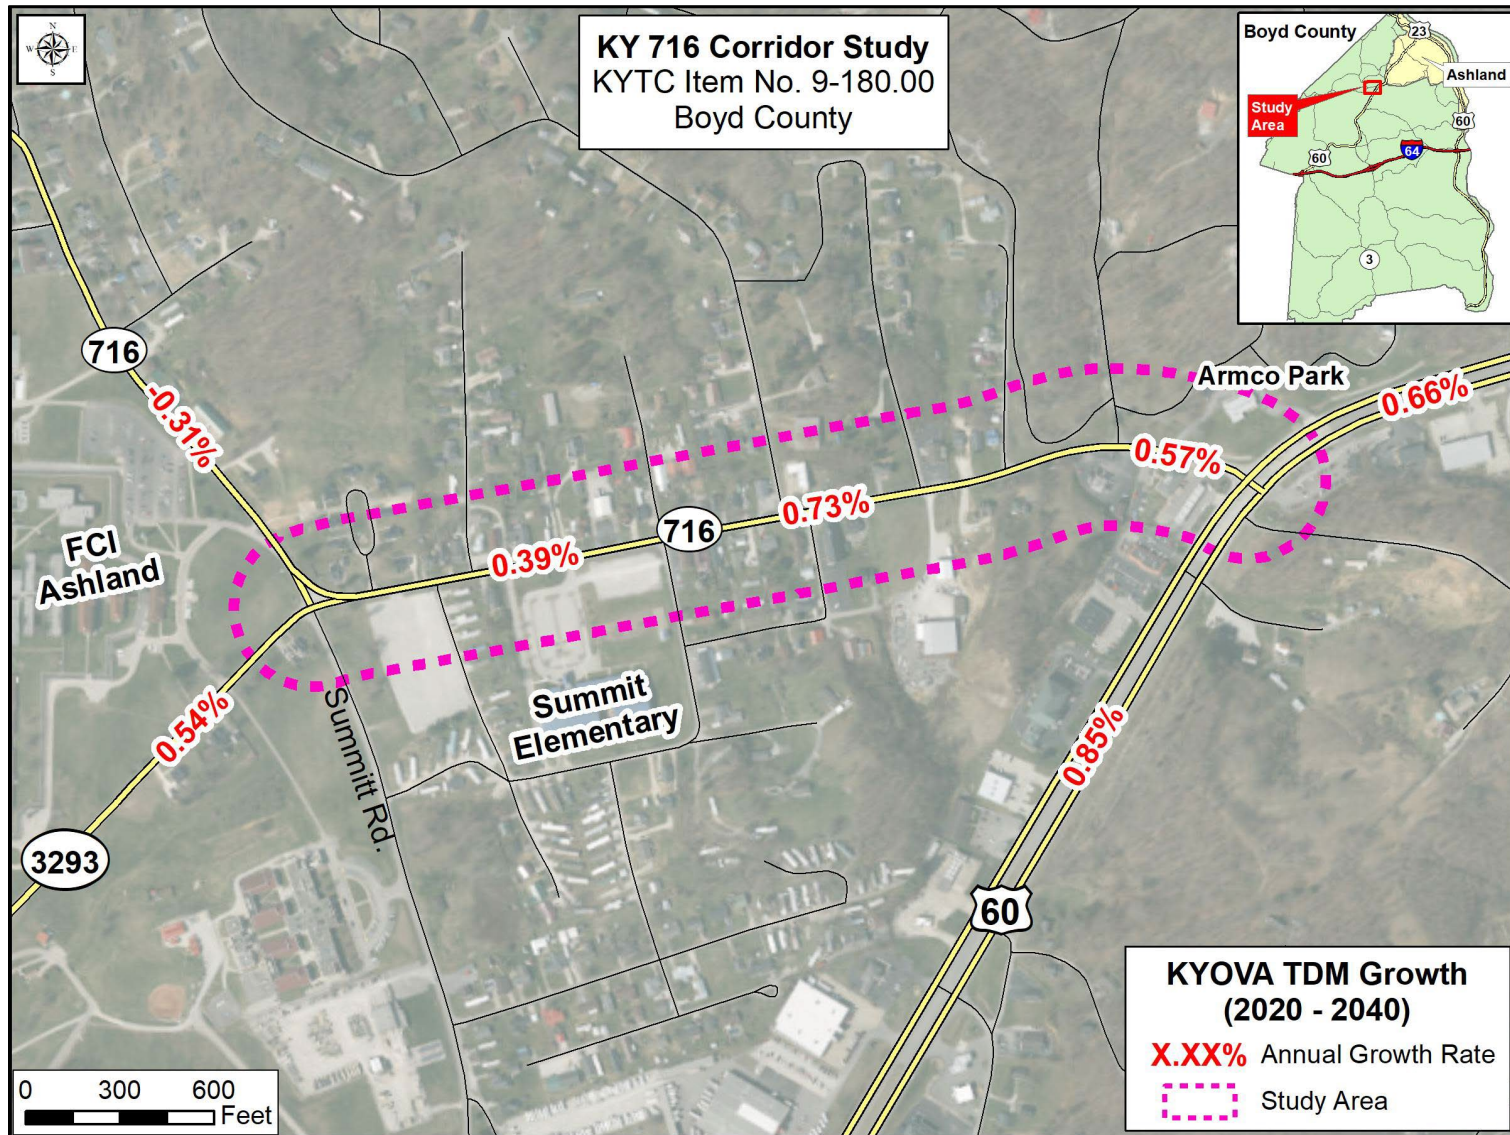 N
W E
S
KY 716 Corridor Study
KYTC Item No. 9-180.00
Boyd County
Boyd County
23
Ashland
Study
Area
60
60
64
3
716
-0.31%
Armco Park
0.66%
0.57%
0.73%
716
0.39%
FCI
Ashland
Summit
Elementary
0.54%
Summitt Rd.
0.85%
3293
60
KYOVA TDM Growth
(2020 - 2040)
X.XX% Annual Growth Rate
Study Area
0 300 600
Feet